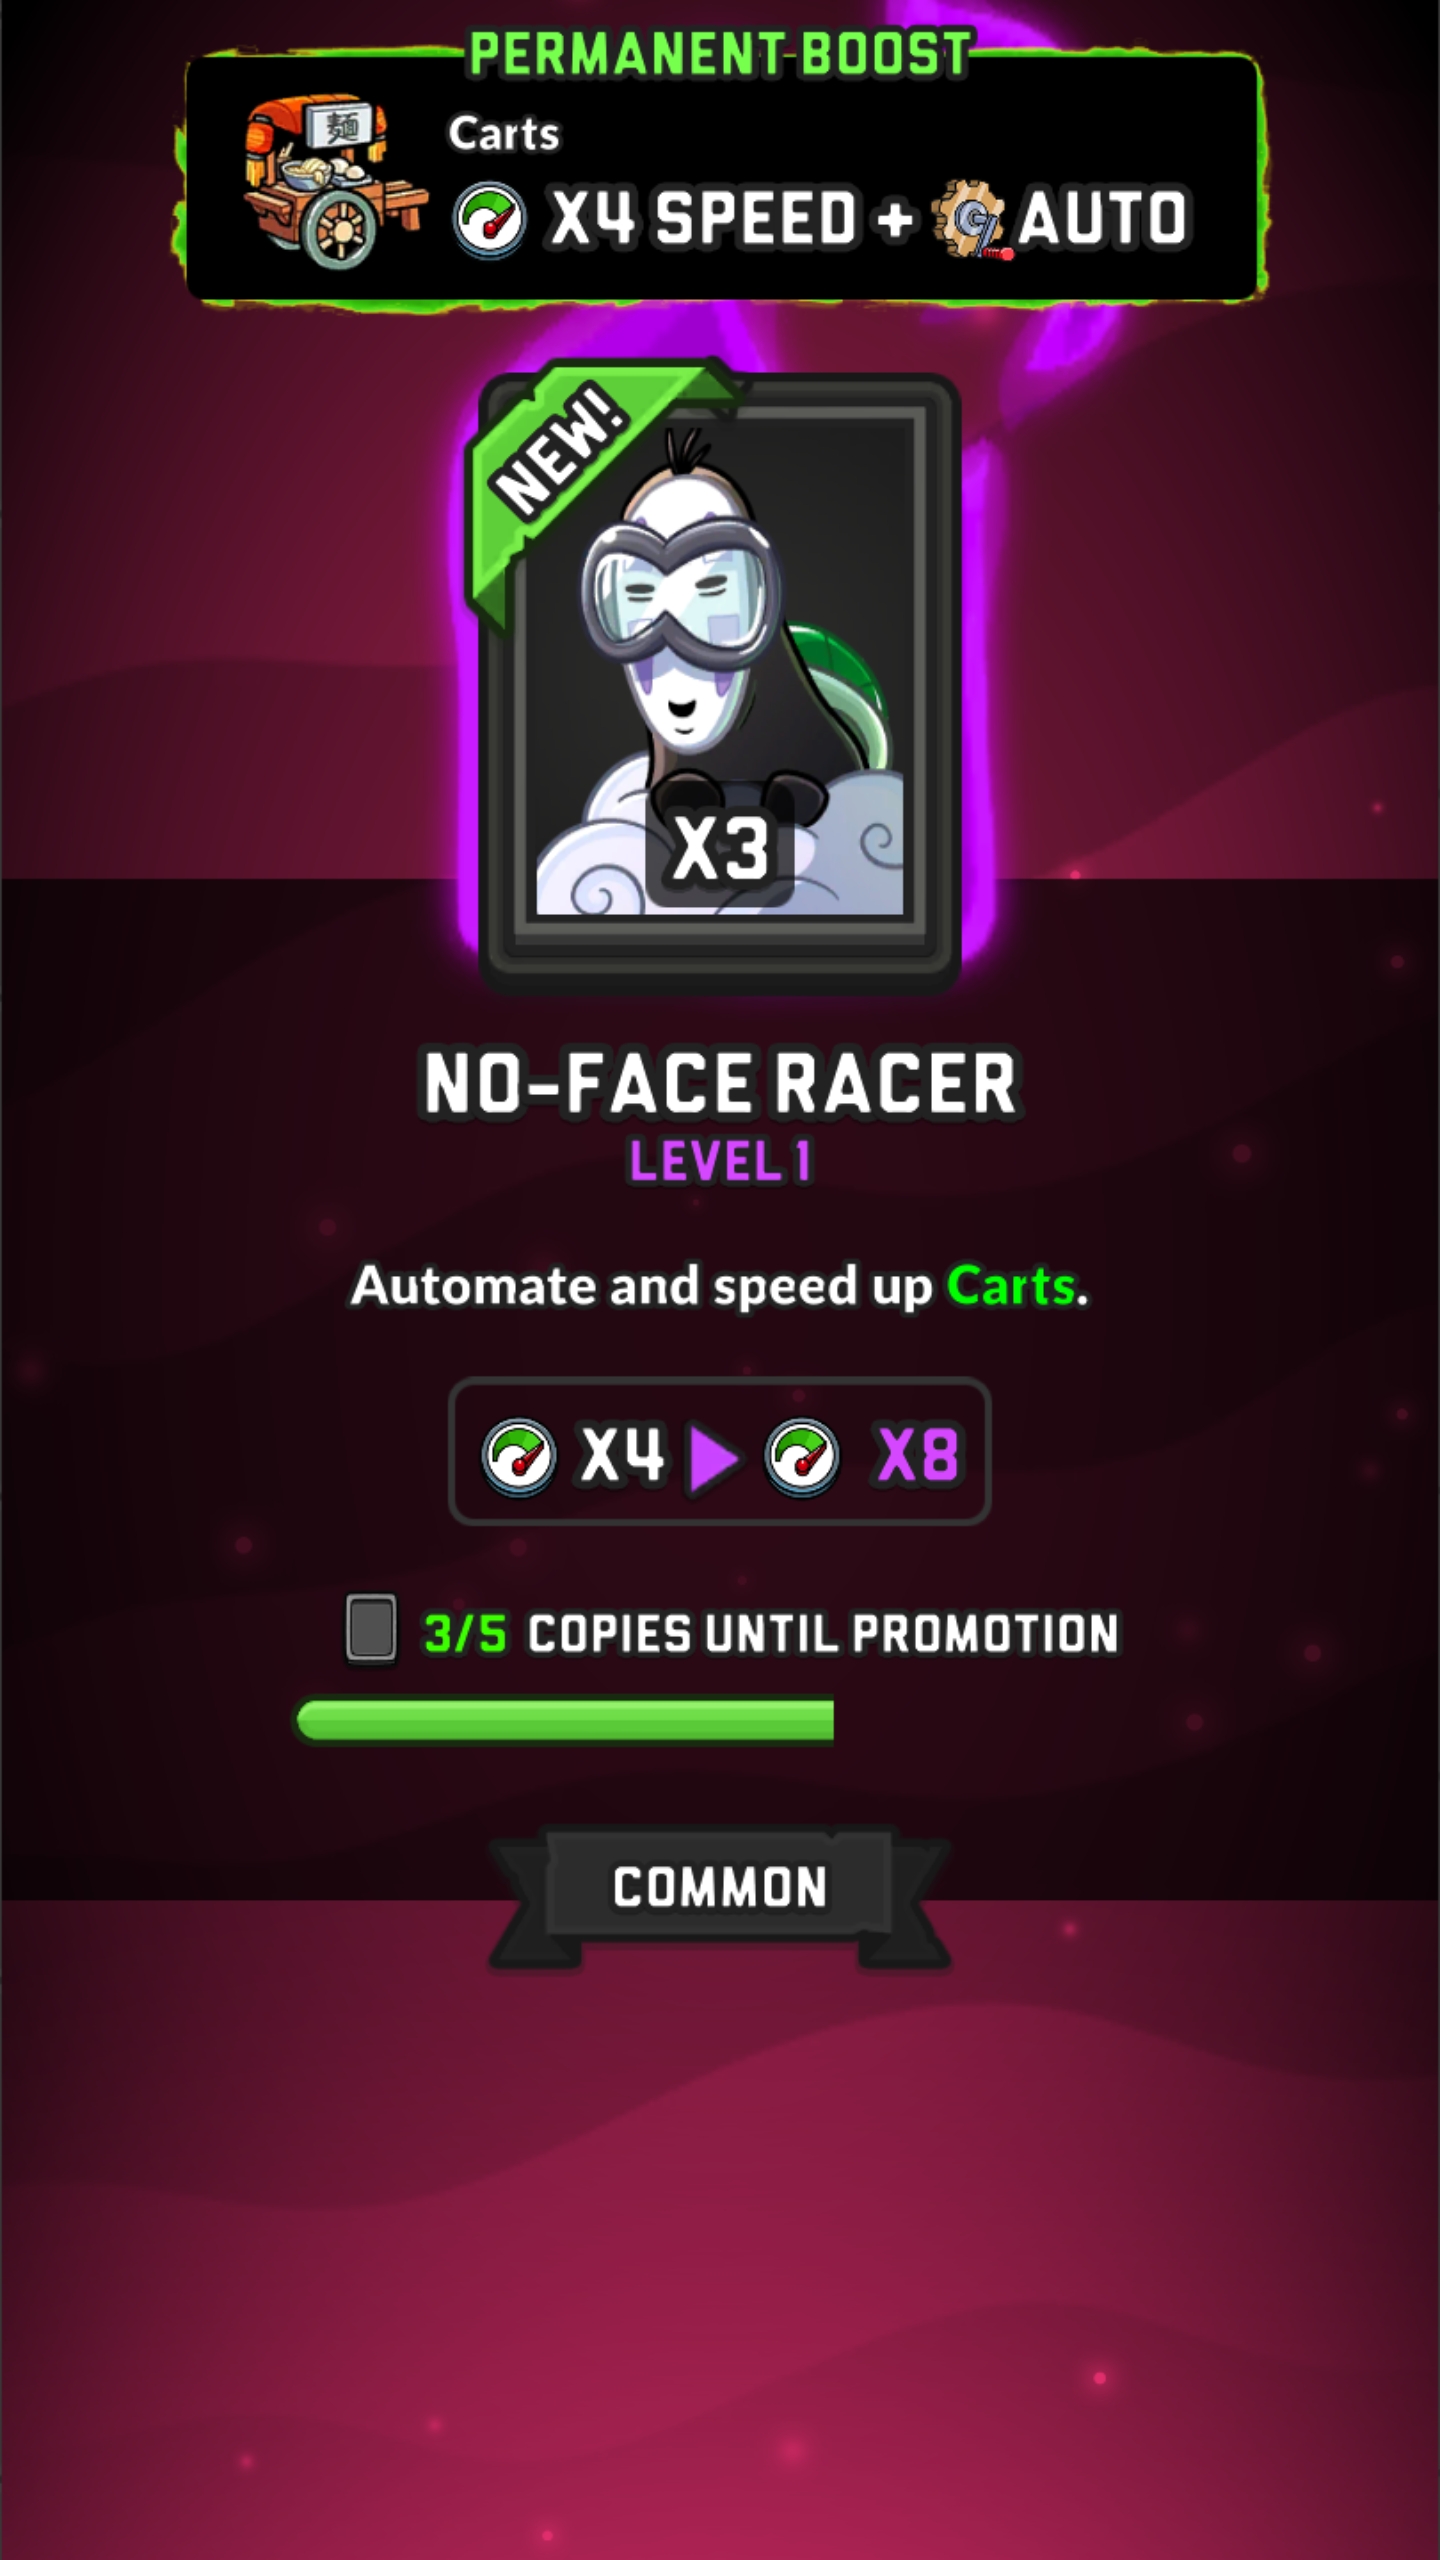 PERMANENT BOOST
麺
Carts
X4 SPEED + AUTO
NEW!
X3
NO-FACE RACER
LEVEL 1
Automate and speed up Carts.
X4 X8
3/5 COPIES UNTIL PROMOTION
COMMON